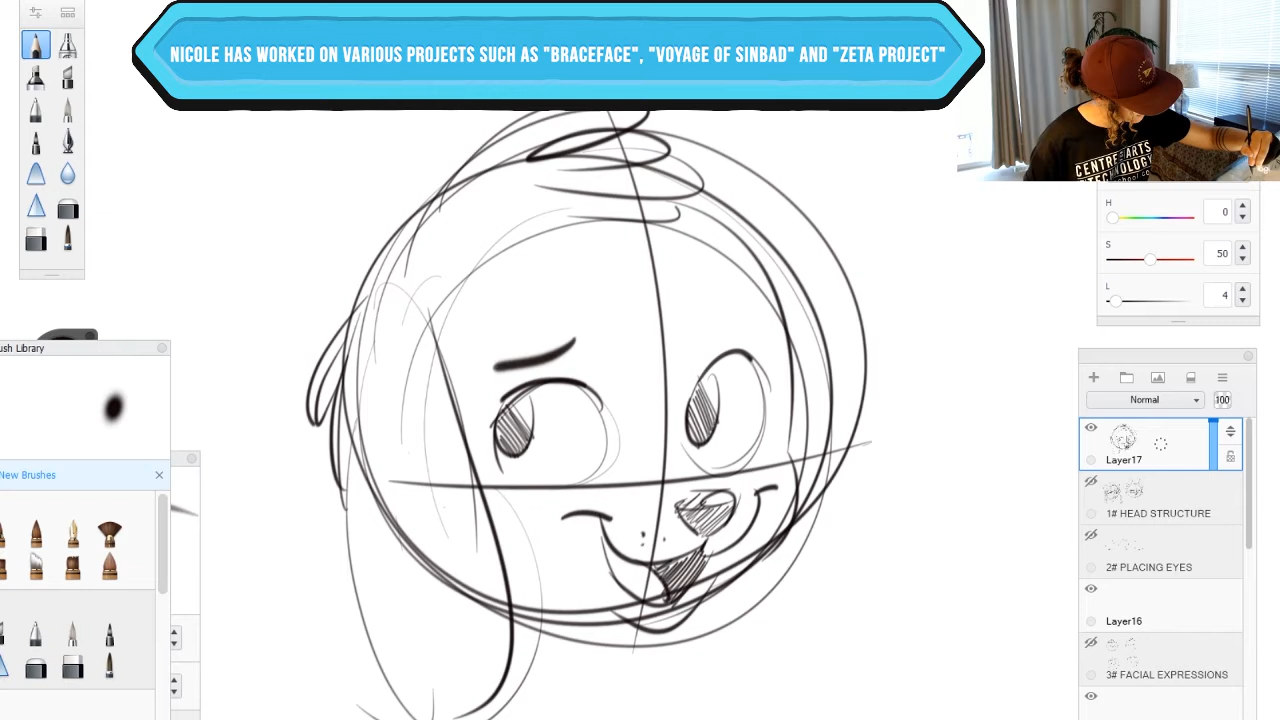 NICOLE HAS WORKED ON VARIOUS PROJECTS SUCH AS "BRACEFACE", "VOYAGE OF SINBAD" AND "ZETA PROJECT"
CENTRE ARTS
TECHNOLOGY
H 0
S 50
L 4
ush Library
New Brushes
Normal 100
Layer17
1# HEAD STRUCTURE
2# PLACING EYES
Layer16
3# FACIAL EXPRESSIONS